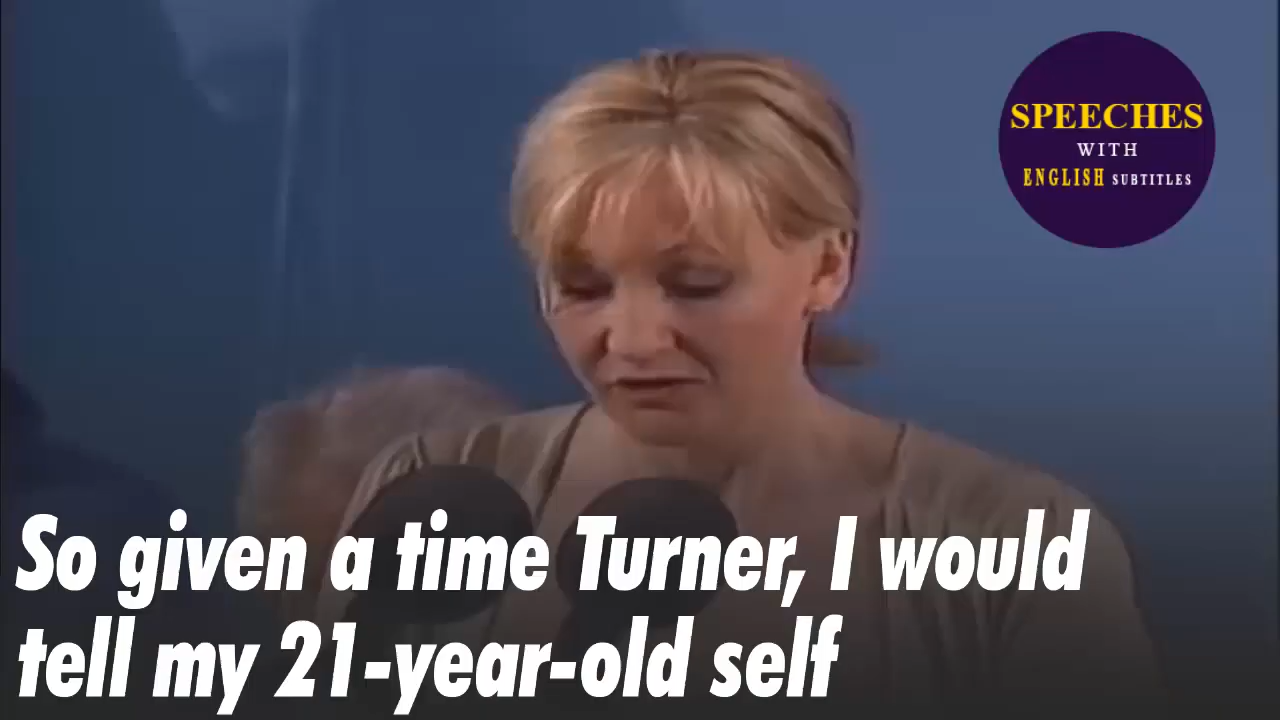 SPEECHES
WITH
ENGLISH SUBTITLES
So given a time Turner, I would
tell my 21-year-old self